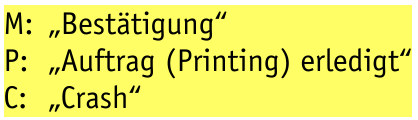 M: „Bestätigung“
P: „Auftrag (Printing) erledigt“
C: „Crash“